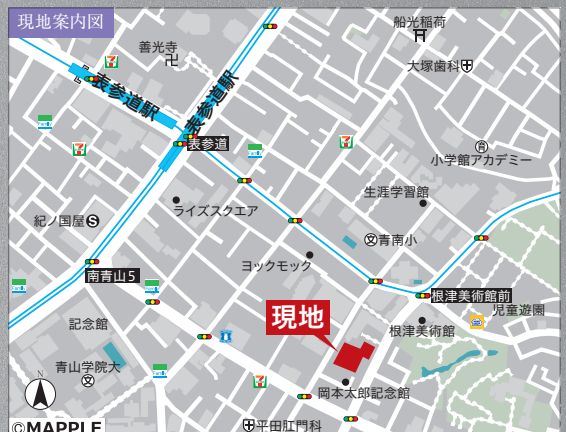 現地案内図
船光稲荷
善光寺
大塚歯科
表参道駅
表参道駅
表参道
小学館アカデミー
生涯学習館
ライズスクエア
紀ノ国屋
S
青南小
文
ヨックモック
南青山5
根津美術館前
児童遊園
現地
記念館
根津美術館
青山学院大
文
岡本太郎記念館
N
平田肛門科
©MAPPLE